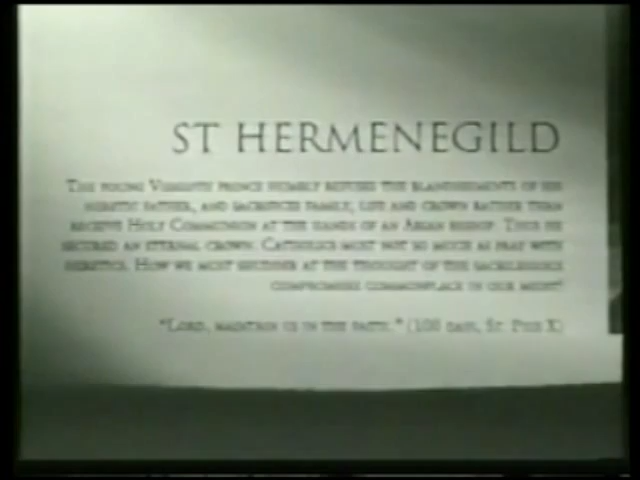 ST HERMENEGILD
The young Visigoth prince refused the blandishments of his
heretic father, and sacrificed family, life and crown rather than
receive Holy Communion at the hands of an Arian bishop. Thus he
secured an eternal crown. Catholics must not so much as pray with
heretics. How we must shudder at the thought of the sacrilegious
compromises commonplace in our midst!
"Lord, maintain us in the faith." (100 days, St. Pius X)